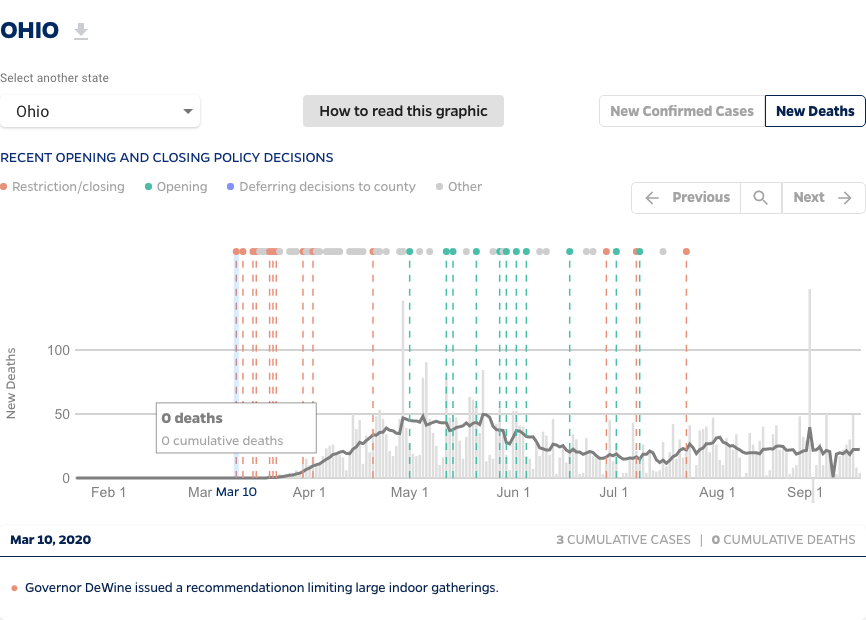 OHIO
Select another state
Ohio
How to read this graphic
New Confirmed Cases
New Deaths
RECENT OPENING AND CLOSING POLICY DECISIONS
Restriction/closing
Opening
Deferring decisions to county
Other
Previous
Next
New Deaths
100
50
0
0 deaths
0 cumulative deaths
Feb 1
Mar
Mar 10
Apr 1
May 1
Jun 1
Jul 1
Aug 1
Sep 1
Mar 10, 2020
3 CUMULATIVE CASES | 0 CUMULATIVE DEATHS
Governor DeWine issued a recommendationon limiting large indoor gatherings.